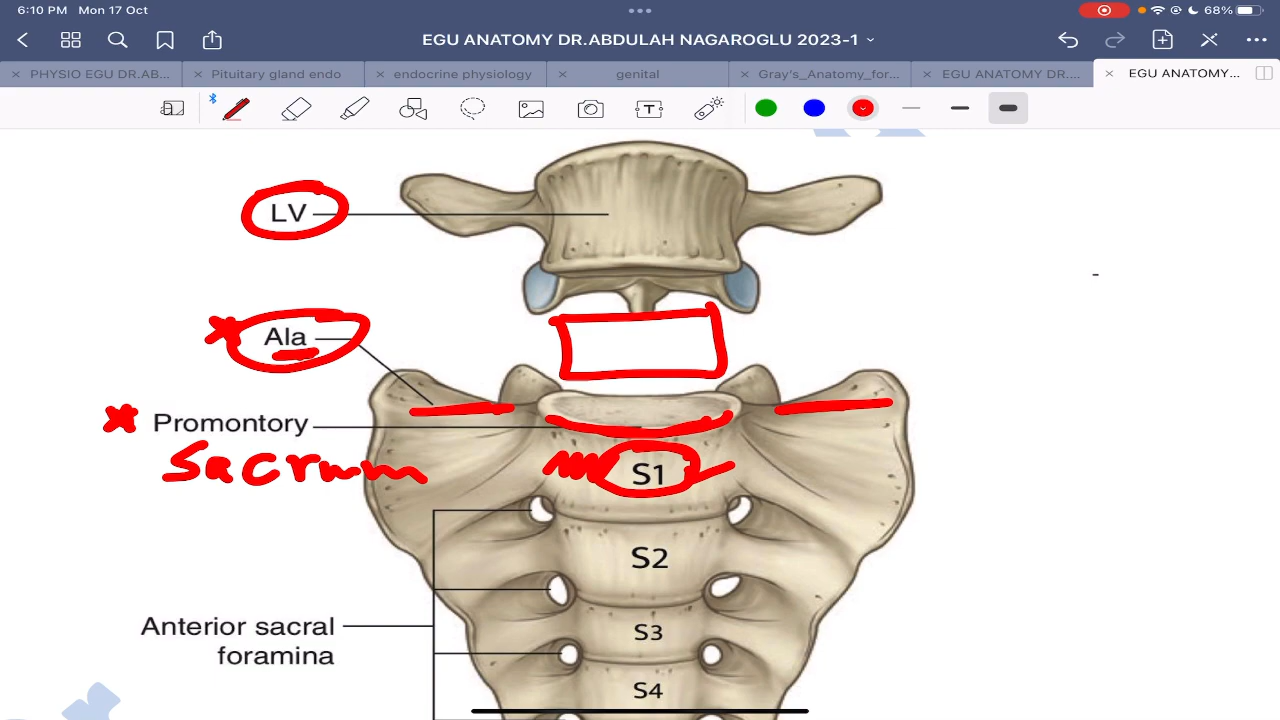 6:10 PM Mon 17 Oct
68%
EGU ANATOMY DR.ABDULAH NAGAROGLU 2023-1
PHYSIO EGU DR.AB...
Pituitary gland endo
endocrine physiology
genital
Gray's_Anatomy_for...
EGU ANATOMY DR....
EGU ANATOMY...
T
LV
Ala
Promontory
Sacrum
S1
S2
S3
S4
Anterior sacral
foramina